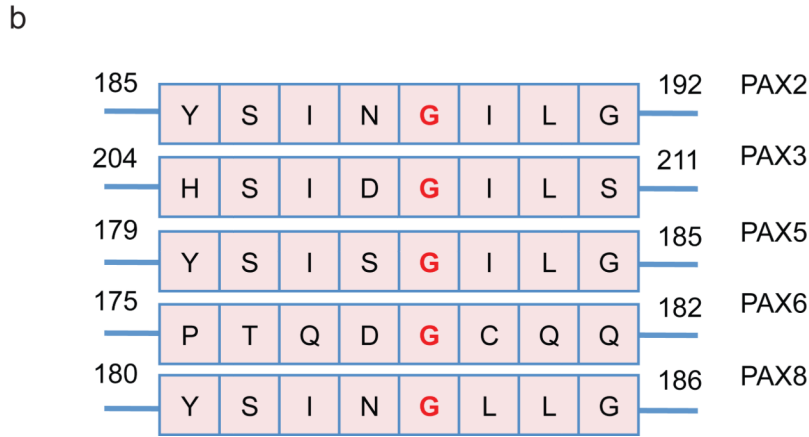 b
185 Y S I N G I L G 192 PAX2
204 H S I D G I L S 211 PAX3
179 Y S I S G I L G 185 PAX5
175 P T Q D G C Q Q 182 PAX6
180 Y S I N G L L G 186 PAX8